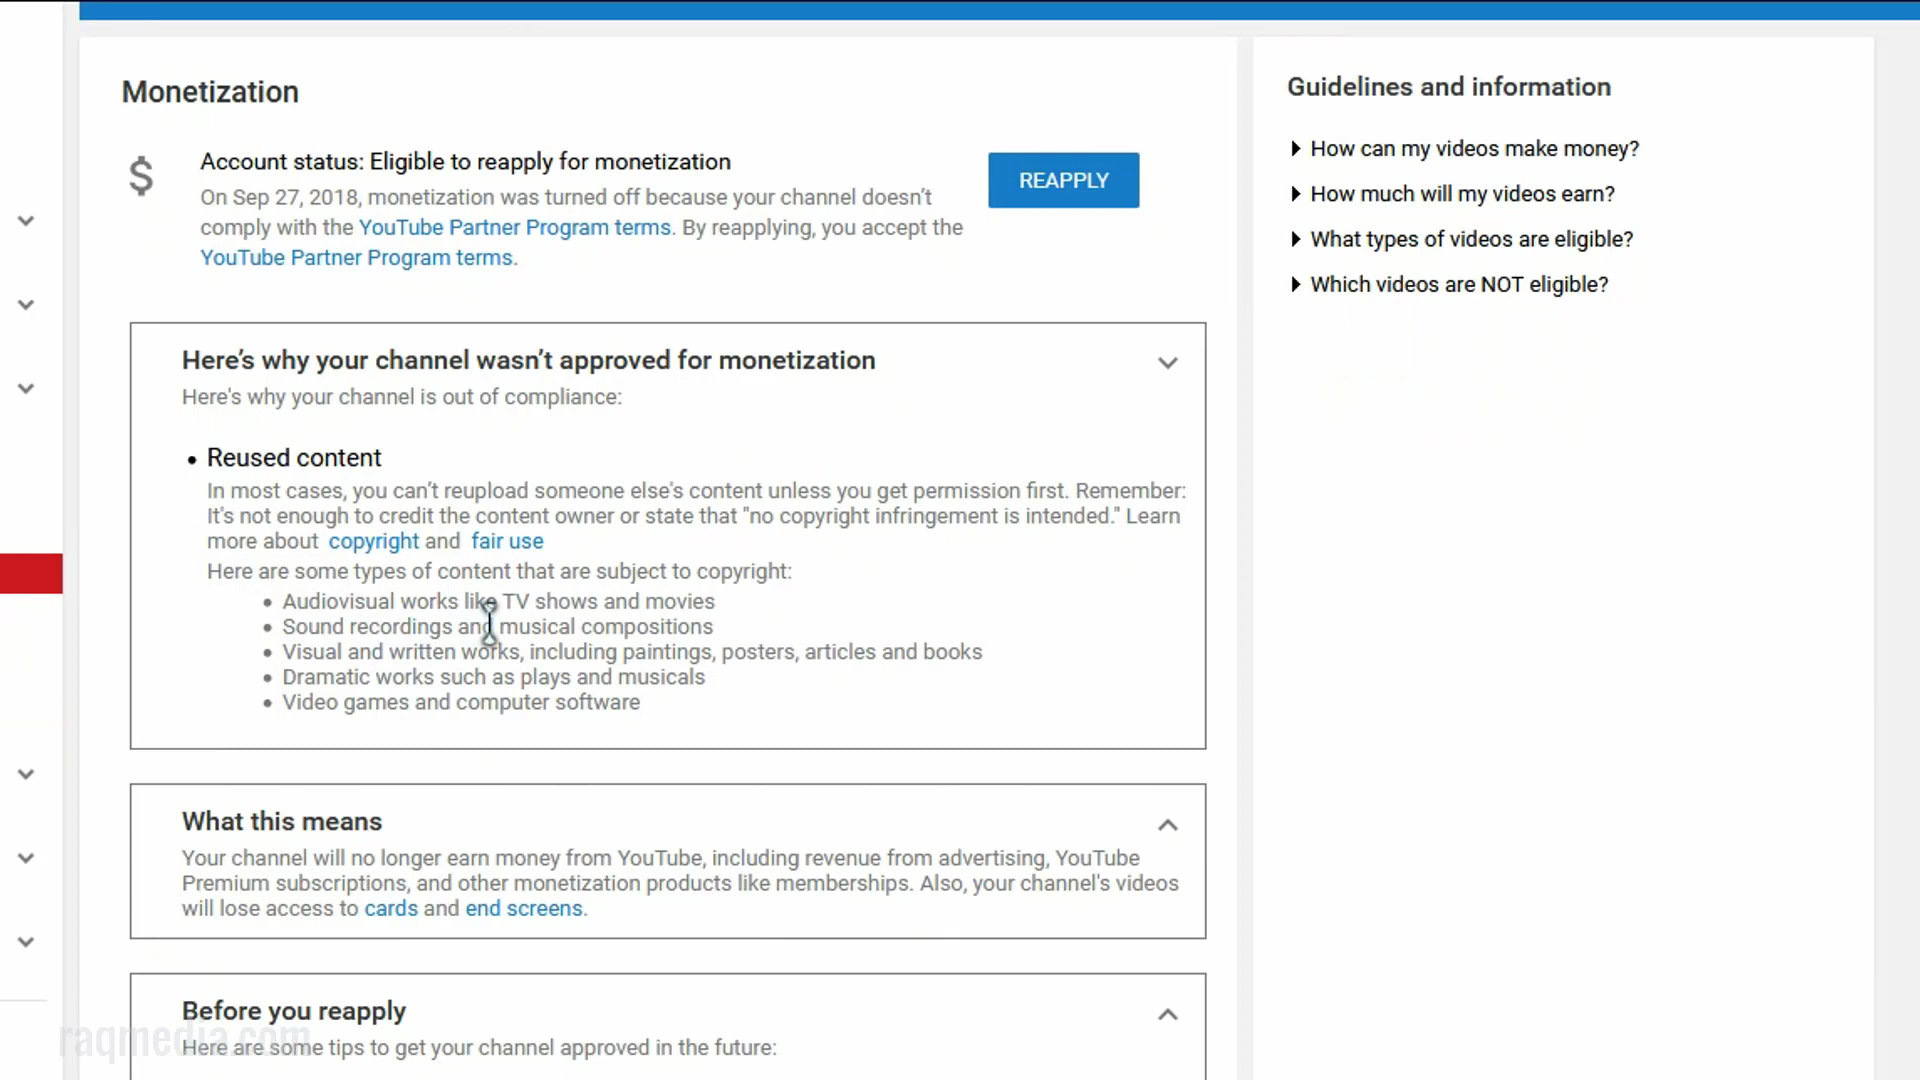 Monetization
$
Account status: Eligible to reapply for monetization
On Sep 27, 2018, monetization was turned off because your channel doesn’t
comply with the YouTube Partner Program terms. By reapplying, you accept the
YouTube Partner Program terms.
REAPPLY
Here’s why your channel wasn’t approved for monetization
Here's why your channel is out of compliance:
• Reused content
In most cases, you can’t reupload someone else's content unless you get permission first. Remember:
It's not enough to credit the content owner or state that "no copyright infringement is intended." Learn
more about copyright and fair use
Here are some types of content that are subject to copyright:
• Audiovisual works like TV shows and movies
• Sound recordings and musical compositions
• Visual and written works, including paintings, posters, articles and books
• Dramatic works such as plays and musicals
• Video games and computer software
What this means
Your channel will no longer earn money from YouTube, including revenue from advertising, YouTube
Premium subscriptions, and other monetization products like memberships. Also, your channel's videos
will lose access to cards and end screens.
Before you reapply
Here are some tips to get your channel approved in the future:
raqmedia.com
Guidelines and information
How can my videos make money?
How much will my videos earn?
What types of videos are eligible?
Which videos are NOT eligible?